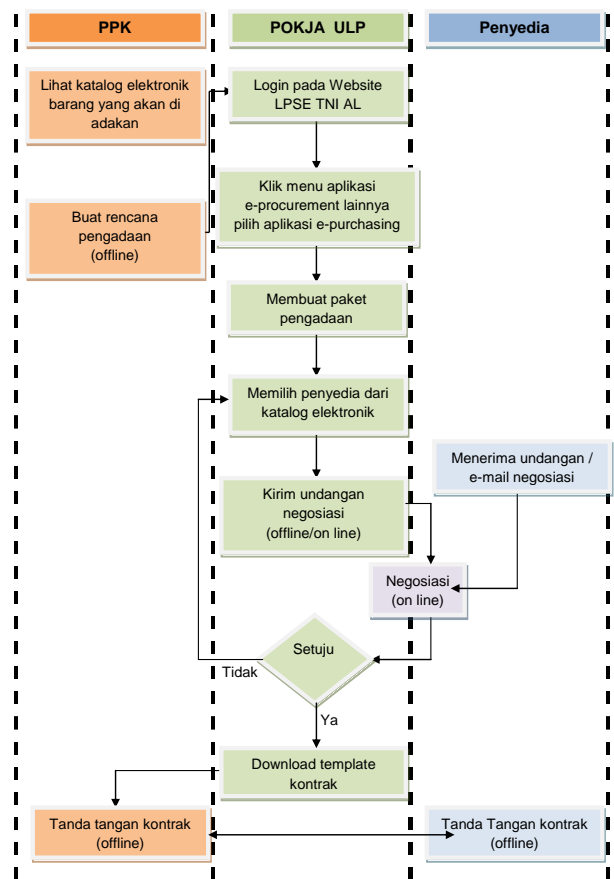 PPK
POKJA ULP
Penyedia
Lihat katalog elektronik
barang yang akan di
adakan
Login pada Website
LPSE TNI AL
Klik menu aplikasi
e-procurement lainnya
pilih aplikasi e-purchasing
Buat rencana
pengadaan
(offline)
Membuat paket
pengadaan
Memilih penyedia dari
katalog elektronik
Menerima undangan /
e-mail negosiasi
Kirim undangan
negosiasi
(offline/on line)
Negosiasi
(on line)
Setuju
Tidak
Ya
Download template
kontrak
Tanda tangan kontrak
(offline)
Tanda Tangan kontrak
(offline)